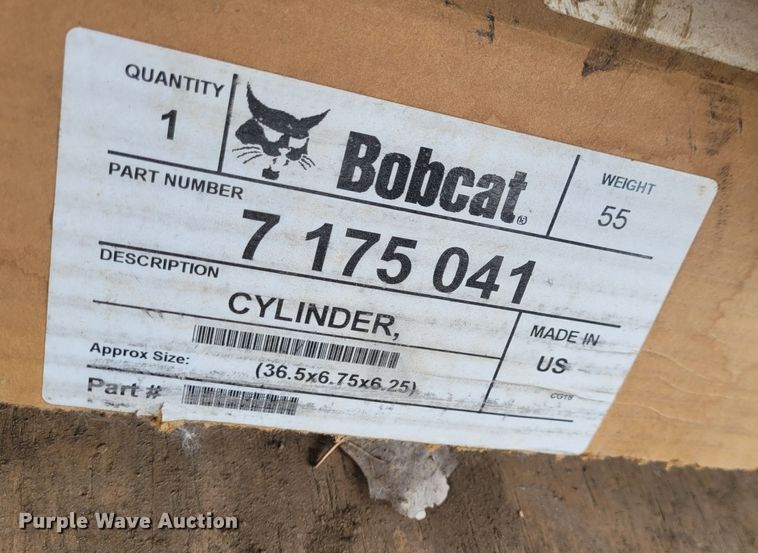 QUANTITY
1
Bobcat®
WEIGHT
55
PART NUMBER
7 175 041
DESCRIPTION
CYLINDER,
MADE IN
US
Approx Size:
(36.5x6.75x6.25)
CG18
Part #
Purple Wave Auction